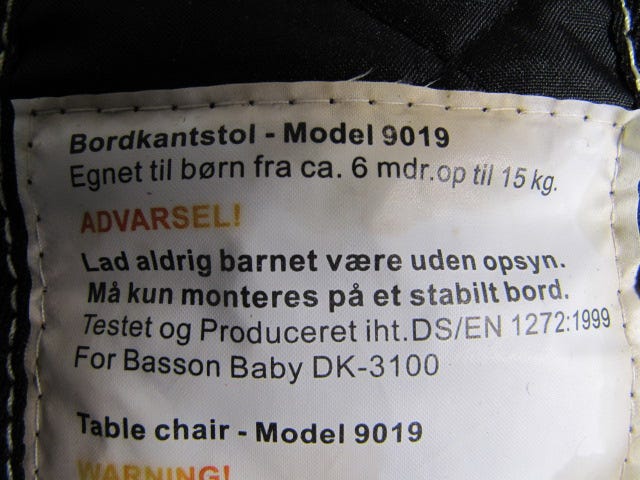 Bordkantstol - Model 9019
Egnet til børn fra ca. 6 mdr.op til 15 kg.
ADVARSEL!
Lad aldrig barnet være uden opsyn.
Må kun monteres på et stabilt bord.
Testet og Produceret iht.DS/EN 1272:1999
For Basson Baby DK-3100
Table chair - Model 9019
WARNING!